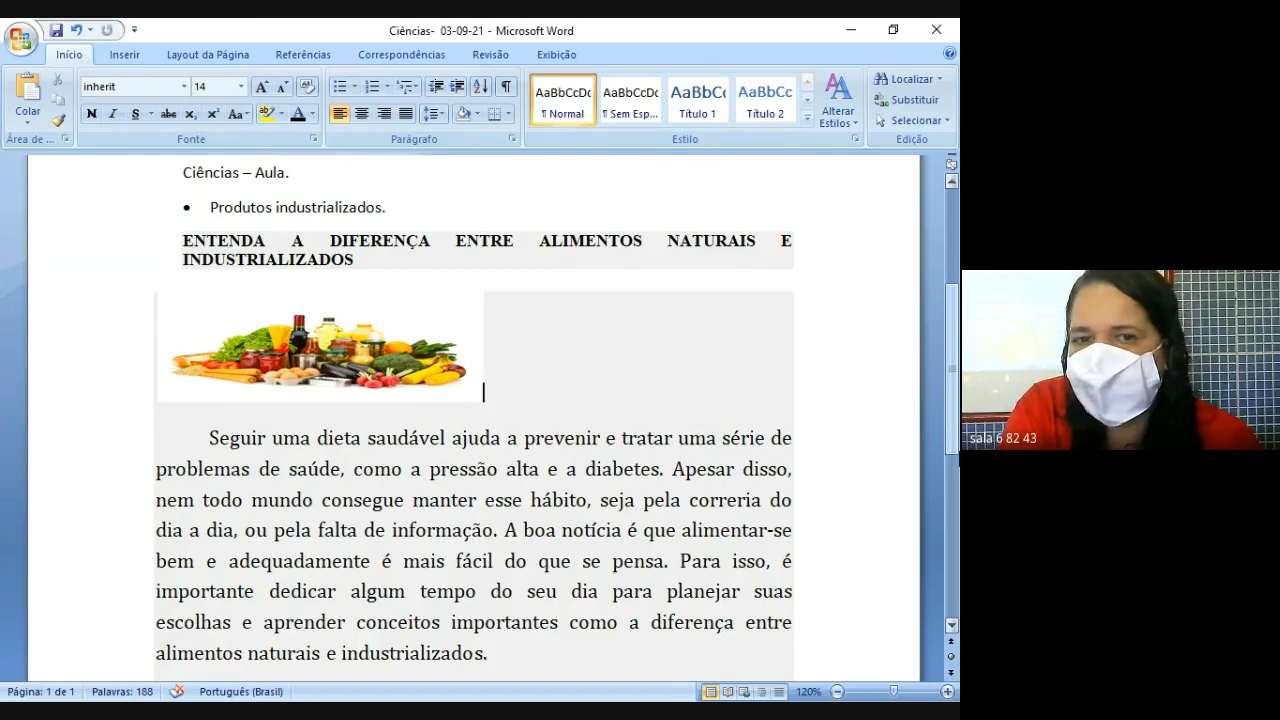 Ciências- 03-09-21 - Microsoft Word
Início Inserir Layout da Página Referências Correspondências Revisão Exibição
Colar
inherit 14
N I S abc x₂ x² Aa A
AaBbCcDc AaBbCcDc AaBbCc AaBbCc
¶ Normal ¶ Sem Esp... Título 1 Título 2
Alterar Estilos
Localizar
Substituir
Selecionar
Área de... Fonte Parágrafo Estilo Edição
Ciências – Aula.
• Produtos industrializados.
ENTENDA A DIFERENÇA ENTRE ALIMENTOS NATURAIS E
INDUSTRIALIZADOS
Seguir uma dieta saudável ajuda a prevenir e tratar uma série de
problemas de saúde, como a pressão alta e a diabetes. Apesar disso,
nem todo mundo consegue manter esse hábito, seja pela correria do
dia a dia, ou pela falta de informação. A boa notícia é que alimentar-se
bem e adequadamente é mais fácil do que se pensa. Para isso, é
importante dedicar algum tempo do seu dia para planejar suas
escolhas e aprender conceitos importantes como a diferença entre
alimentos naturais e industrializados.
Página: 1 de 1 Palavras: 188 Português (Brasil) 120%
sala 6 82 43